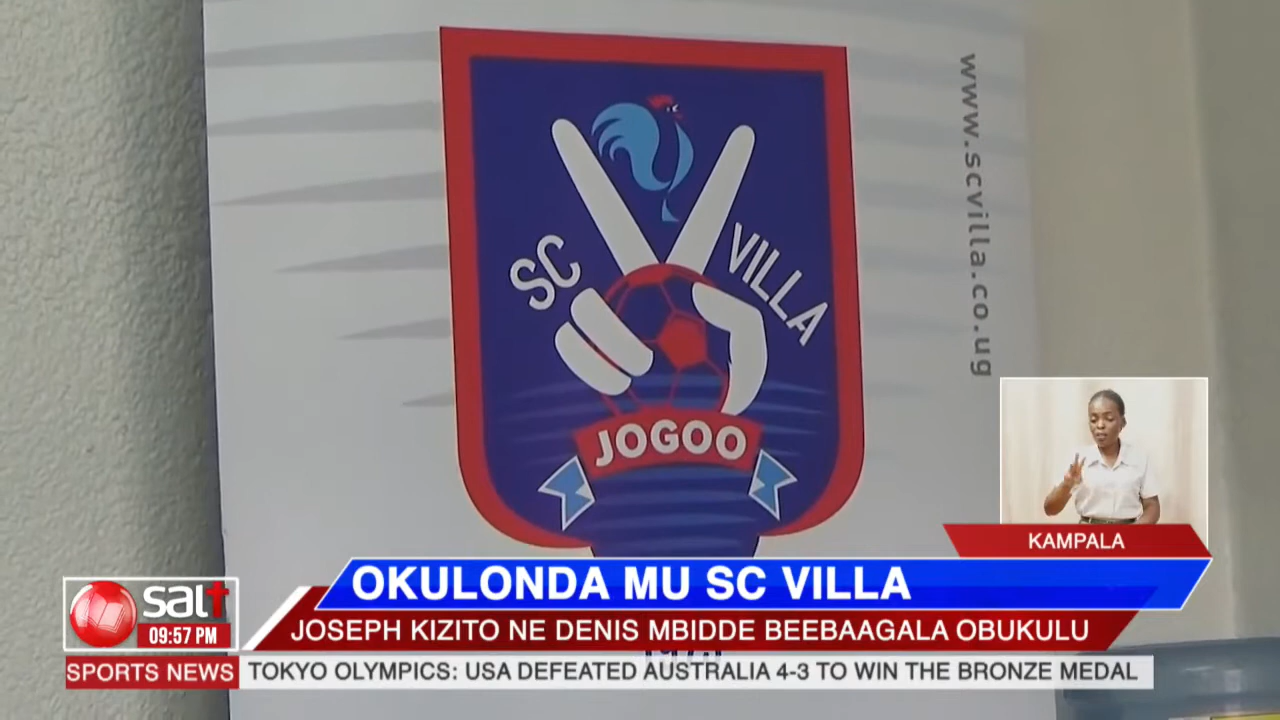 www.scvilla.co.ug
SC
VILLA
JOGOO
KAMPALA
OKULONDA MU SC VILLA
JOSEPH KIZITO NE DENIS MBIDDE BEEBAAGALA OBUKULU
salt
09:57 PM
SPORTS NEWS
TOKYO OLYMPICS: USA DEFEATED AUSTRALIA 4-3 TO WIN THE BRONZE MEDAL